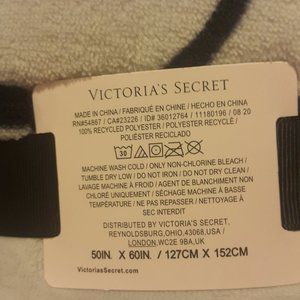 VICTORIA'S SECRET
MADE IN CHINA / FABRIQUÉ EN CHINE / HECHO EN CHINA
RN#54867 / CA#23226 / ID# 36012764 / 11180196 / 08 20
100% RECYCLED POLYESTER / POLYESTER RECYCLÉ /
POLIÉSTER RECICLADO
30
MACHINE WASH COLD / ONLY NON-CHLORINE BLEACH /
TUMBLE DRY LOW / DO NOT IRON / DO NOT DRY CLEAN /
LAVAGE MACHINE À FROID / AGENT DE BLANCHIMENT NON
CHLORÉ UNIQUEMENT / SÉCHAGE MACHINE À BASSE
TEMPÉRATURE / NE PAS REPASSER / NETTOYAGE À
SEC INTERDIT
DISTRIBUTED BY VICTORIA'S SECRET,
REYNOLDSBURG,OHIO,43068,USA /
LONDON,WC2E 9BA,UK
50IN. X 60IN. / 127CM X 152CM
VictoriasSecret.com